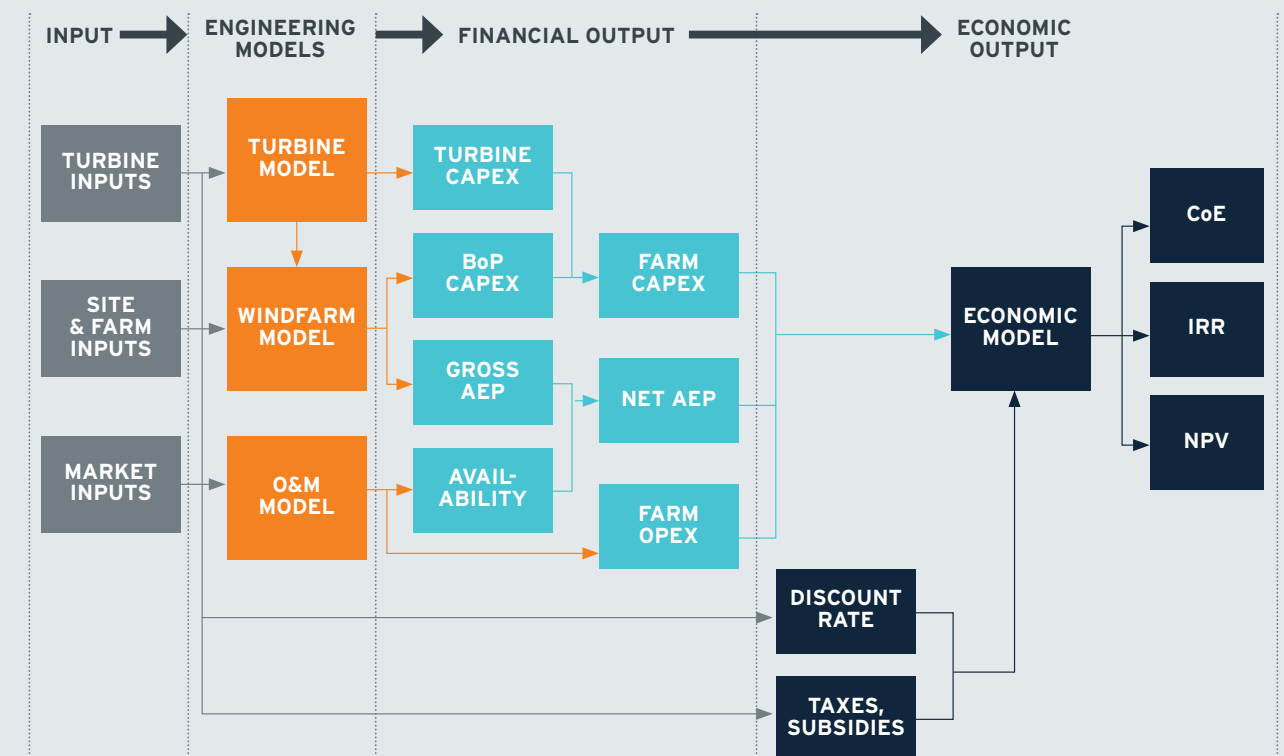 INPUT
ENGINEERING
MODELS
FINANCIAL OUTPUT
ECONOMIC
OUTPUT
TURBINE
INPUTS
SITE
& FARM
INPUTS
MARKET
INPUTS
TURBINE
MODEL
WINDFARM
MODEL
O&M
MODEL
TURBINE
CAPEX
BoP
CAPEX
GROSS
AEP
AVAIL-
ABILITY
FARM
CAPEX
NET AEP
FARM
OPEX
DISCOUNT
RATE
TAXES,
SUBSIDIES
ECONOMIC
MODEL
CoE
IRR
NPV